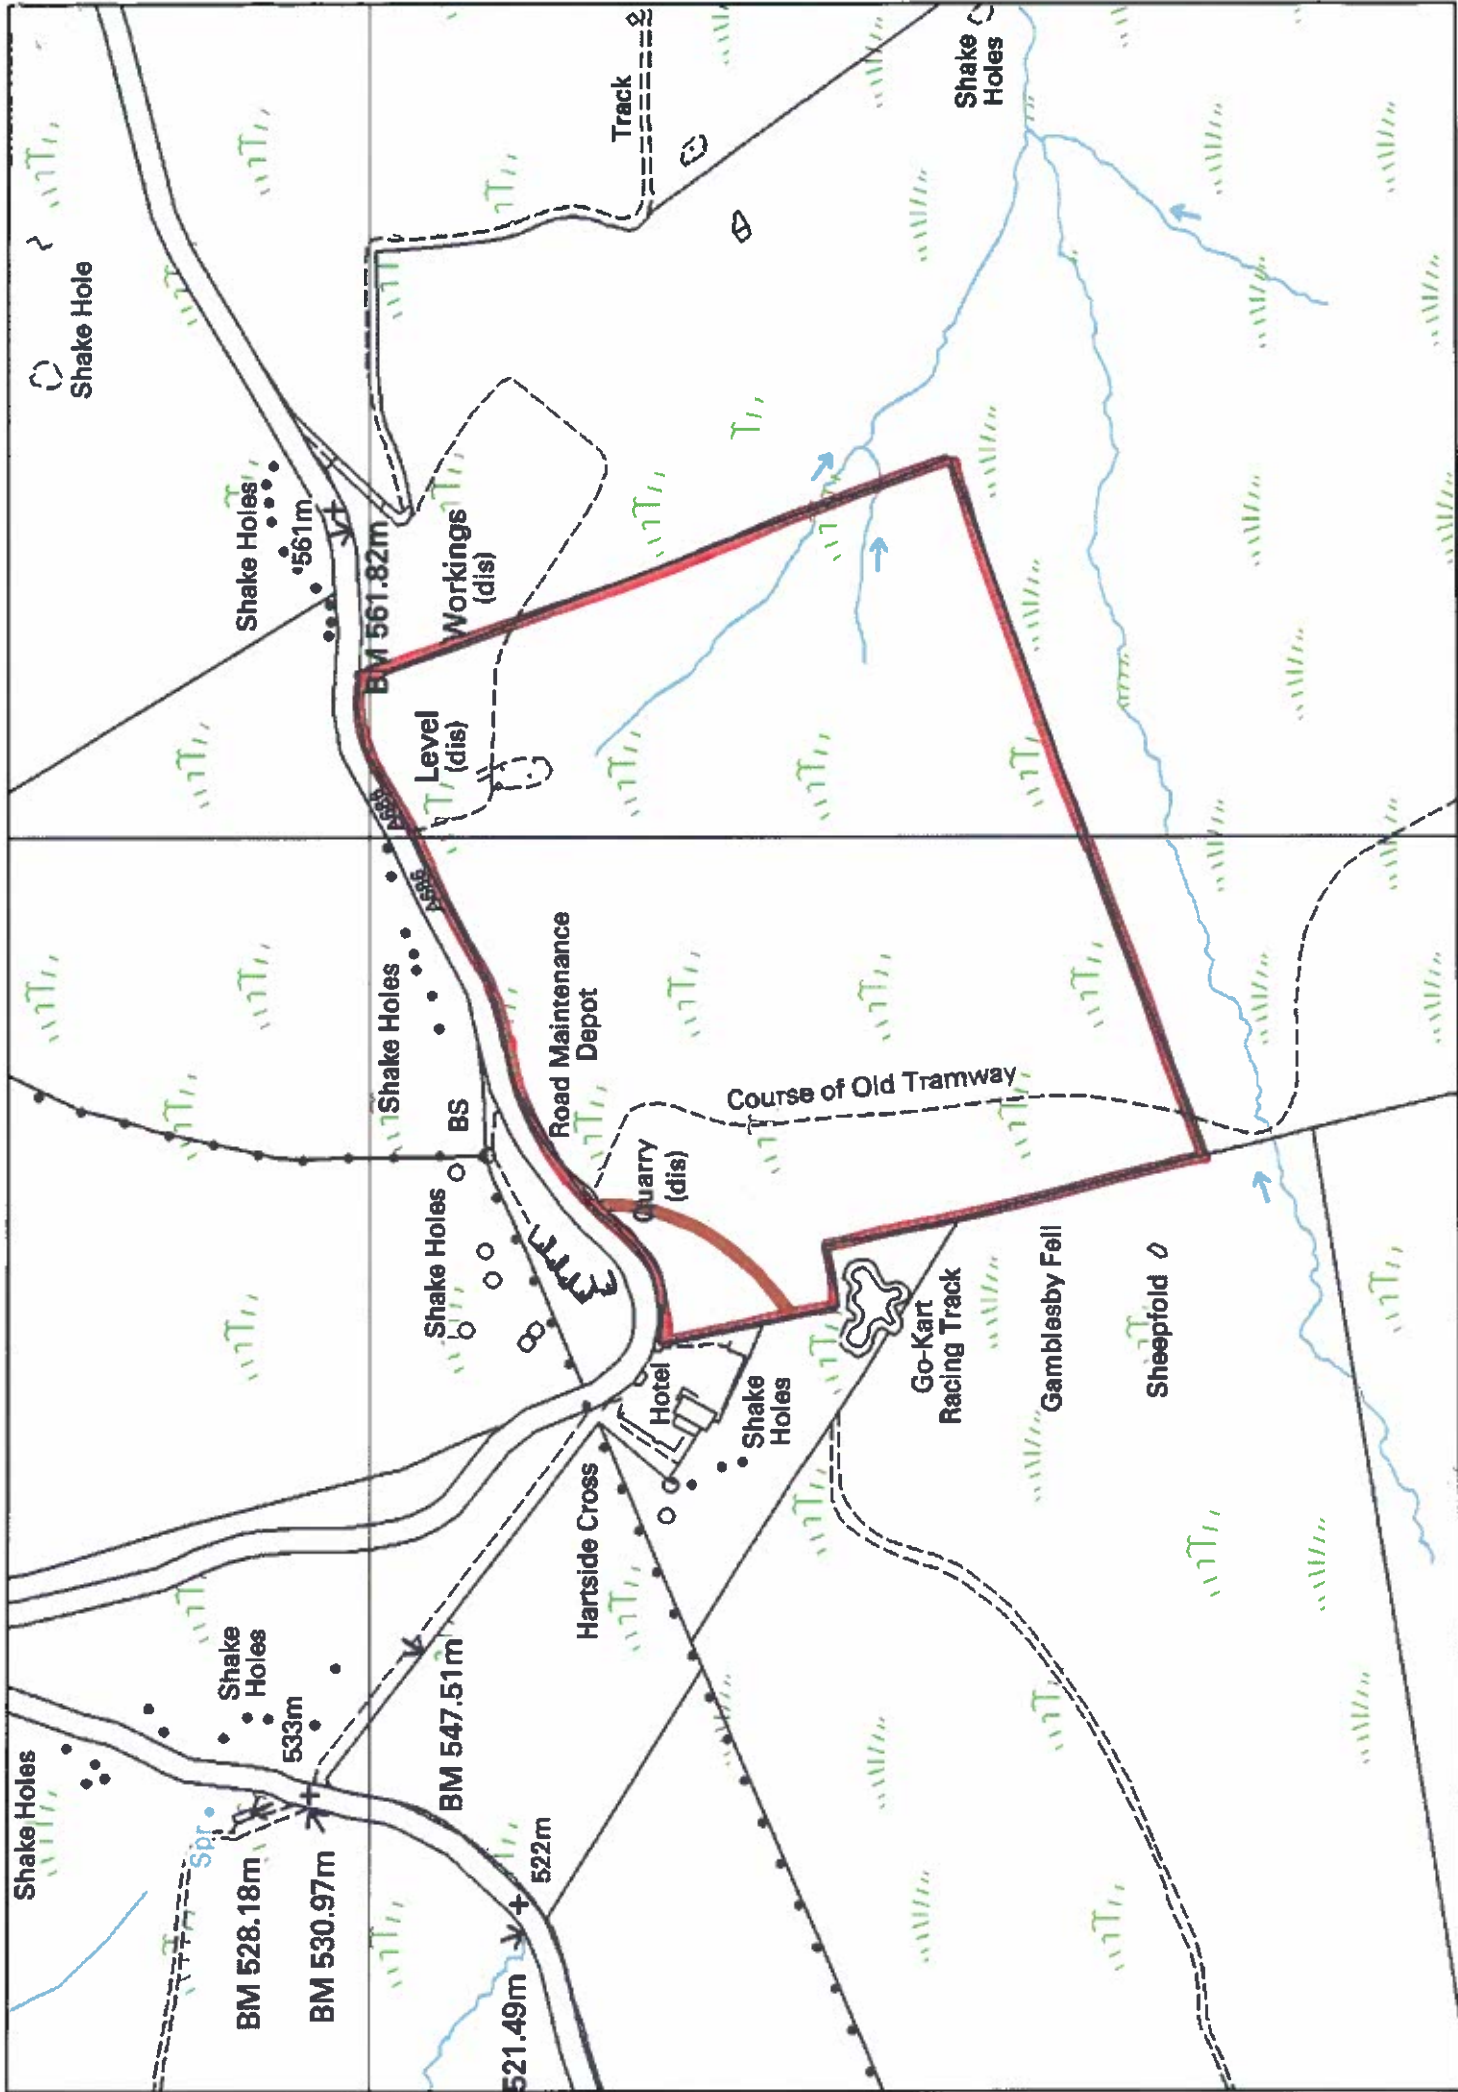 Shake Holes
Spr
BM 528.18m
BM 530.97m
533m
Shake
Holes
521.49m
522m
BM 547.51m
Hartside Cross
Hotel
Shake
Holes
Shake Holes
BS
Shake Holes
Road Maintenance
Depot
Quarry
(dis)
Course of Old Tramway
Go-Kart
Racing Track
Gamblesby Fell
Sheepfold
A686
A686
Level
(dis)
Workings
(dis)
BM 561.82m
561m
Shake Holes
Shake Hole
Track
Shake
Holes